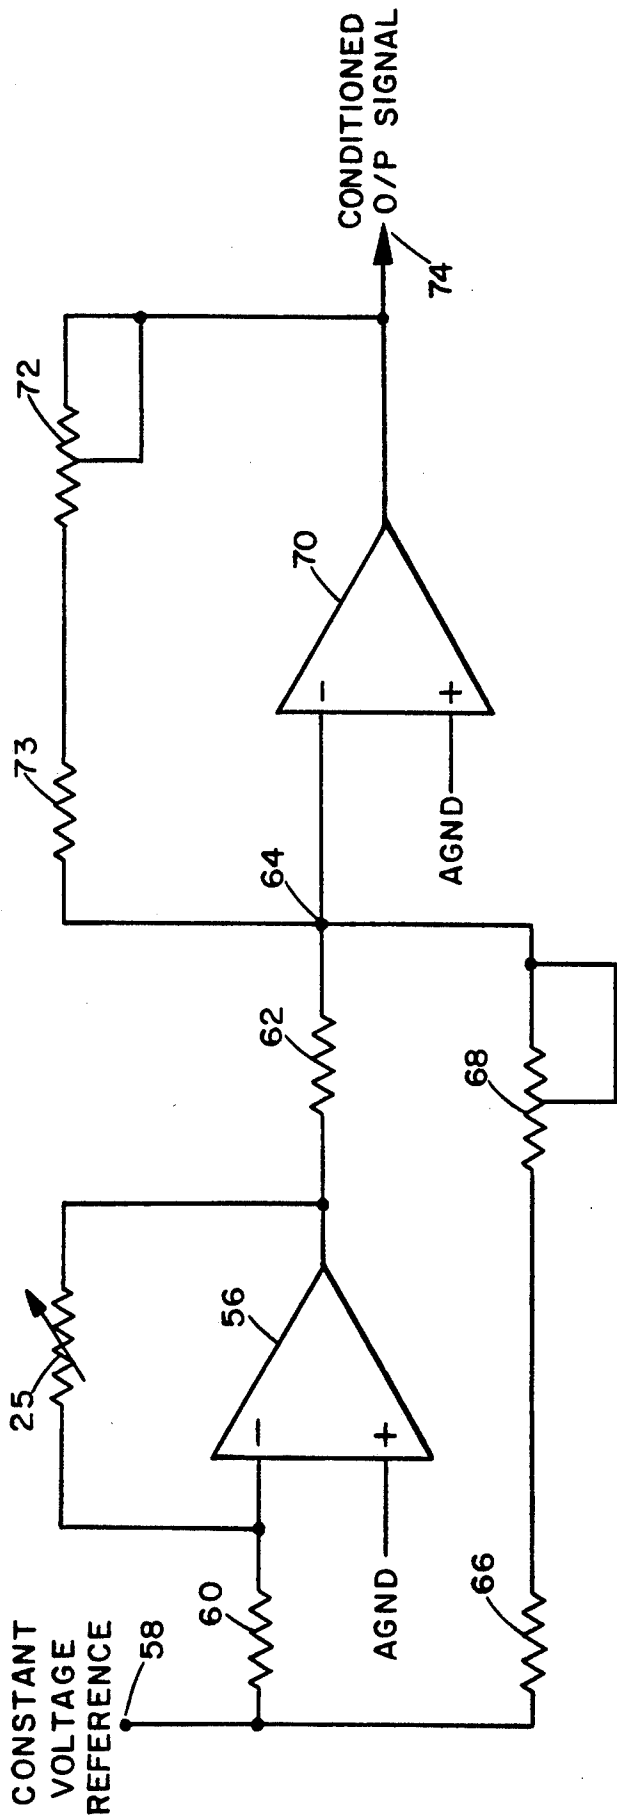 CONSTANT
VOLTAGE
REFERENCE
58
25
60
56
-
+
AGND
66
62
64
68
73
72
70
-
+
AGND
74
CONDITIONED
O/P SIGNAL